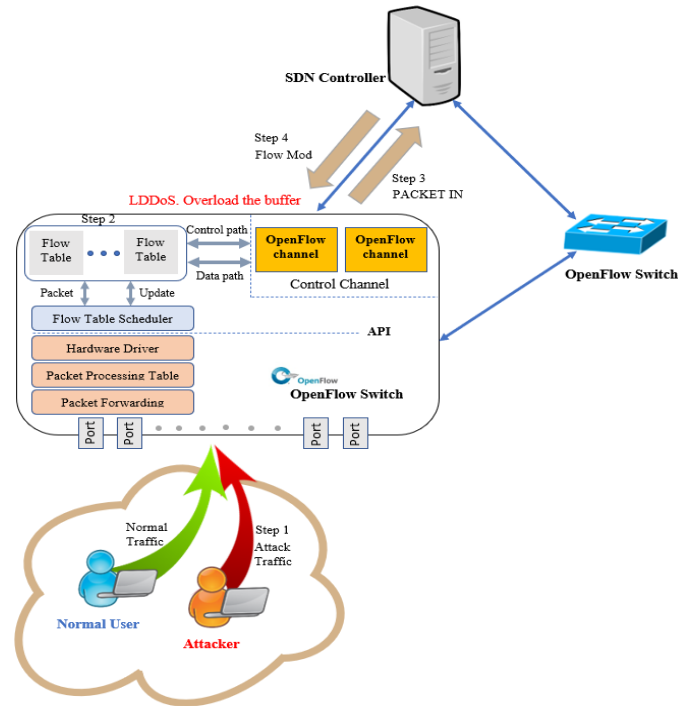 SDN Controller
Step 4
Flow Mod
Step 3
PACKET IN
LDDoS. Overload the buffer
Step 2
Flow
Table
Flow
Table
Control path
Data path
OpenFlow
channel
OpenFlow
channel
Control Channel
OpenFlow Switch
Packet
Update
Flow Table Scheduler
API
Hardware Driver
Packet Processing Table
Packet Forwarding
OpenFlow
OpenFlow Switch
Port
Port
Port
Port
Normal
Traffic
Step 1
Attack
Traffic
Normal User
Attacker